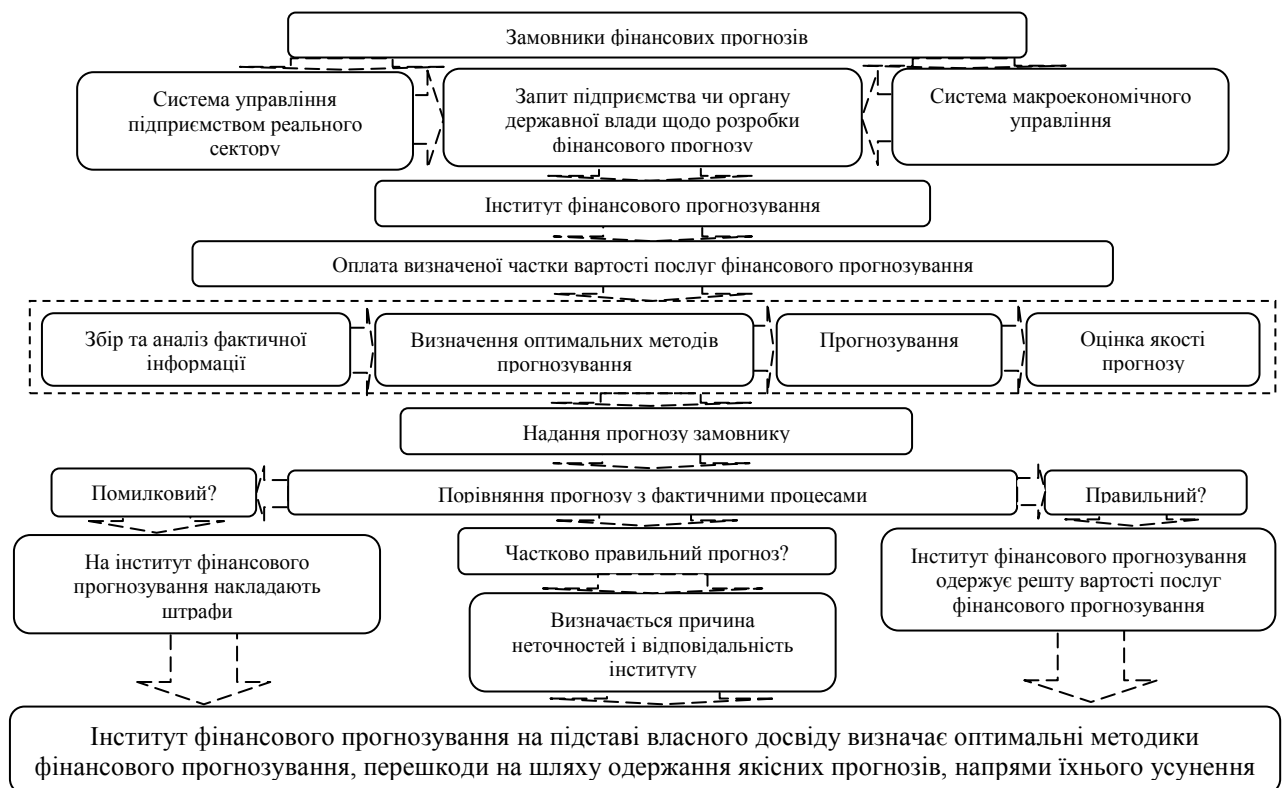 Замовники фінансових прогнозів
Система управління
підприємством реального
сектору
Запит підприємства чи органу
державної влади щодо розробки
фінансового прогнозу
Система макроекономічного
управління
Інститут фінансового прогнозування
Оплата визначеної частки вартості послуг фінансового прогнозування
Збір та аналіз фактичної
інформації
Визначення оптимальних методів
прогнозування
Прогнозування
Оцінка якості
прогнозу
Надання прогнозу замовнику
Помилковий?
Порівняння прогнозу з фактичними процесами
Правильний?
На інститут фінансового
прогнозування накладають
штрафи
Частково правильний прогноз?
Інститут фінансового прогнозування
одержує решту вартості послуг
фінансового прогнозування
Визначається причина
неточностей і відповідальність
інституту
Інститут фінансового прогнозування на підставі власного досвіду визначає оптимальні методики
фінансового прогнозування, перешкоди на шляху одержання якісних прогнозів, напрями їхнього усунення